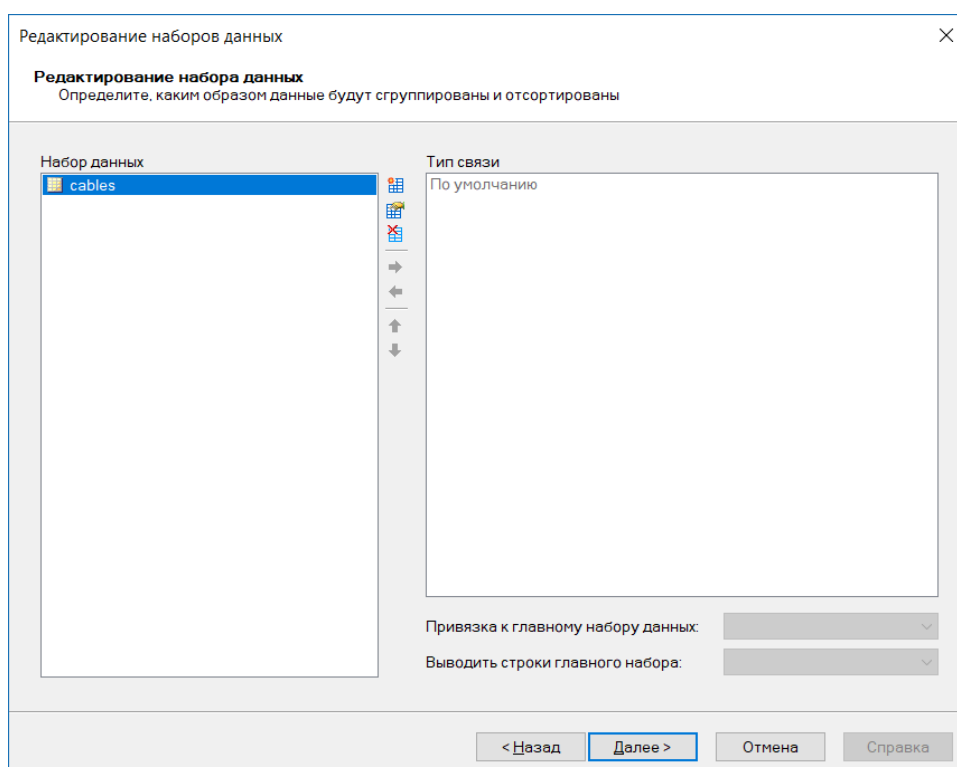 Редактирование наборов данных
Редактирование набора данных
Определите, каким образом данные будут сгруппированы и отсортированы
Набор данных
Тип связи
cables
По умолчанию
Привязка к главному набору данных:
Выводить строки главного набора:
< Назад
Далее >
Отмена
Справка